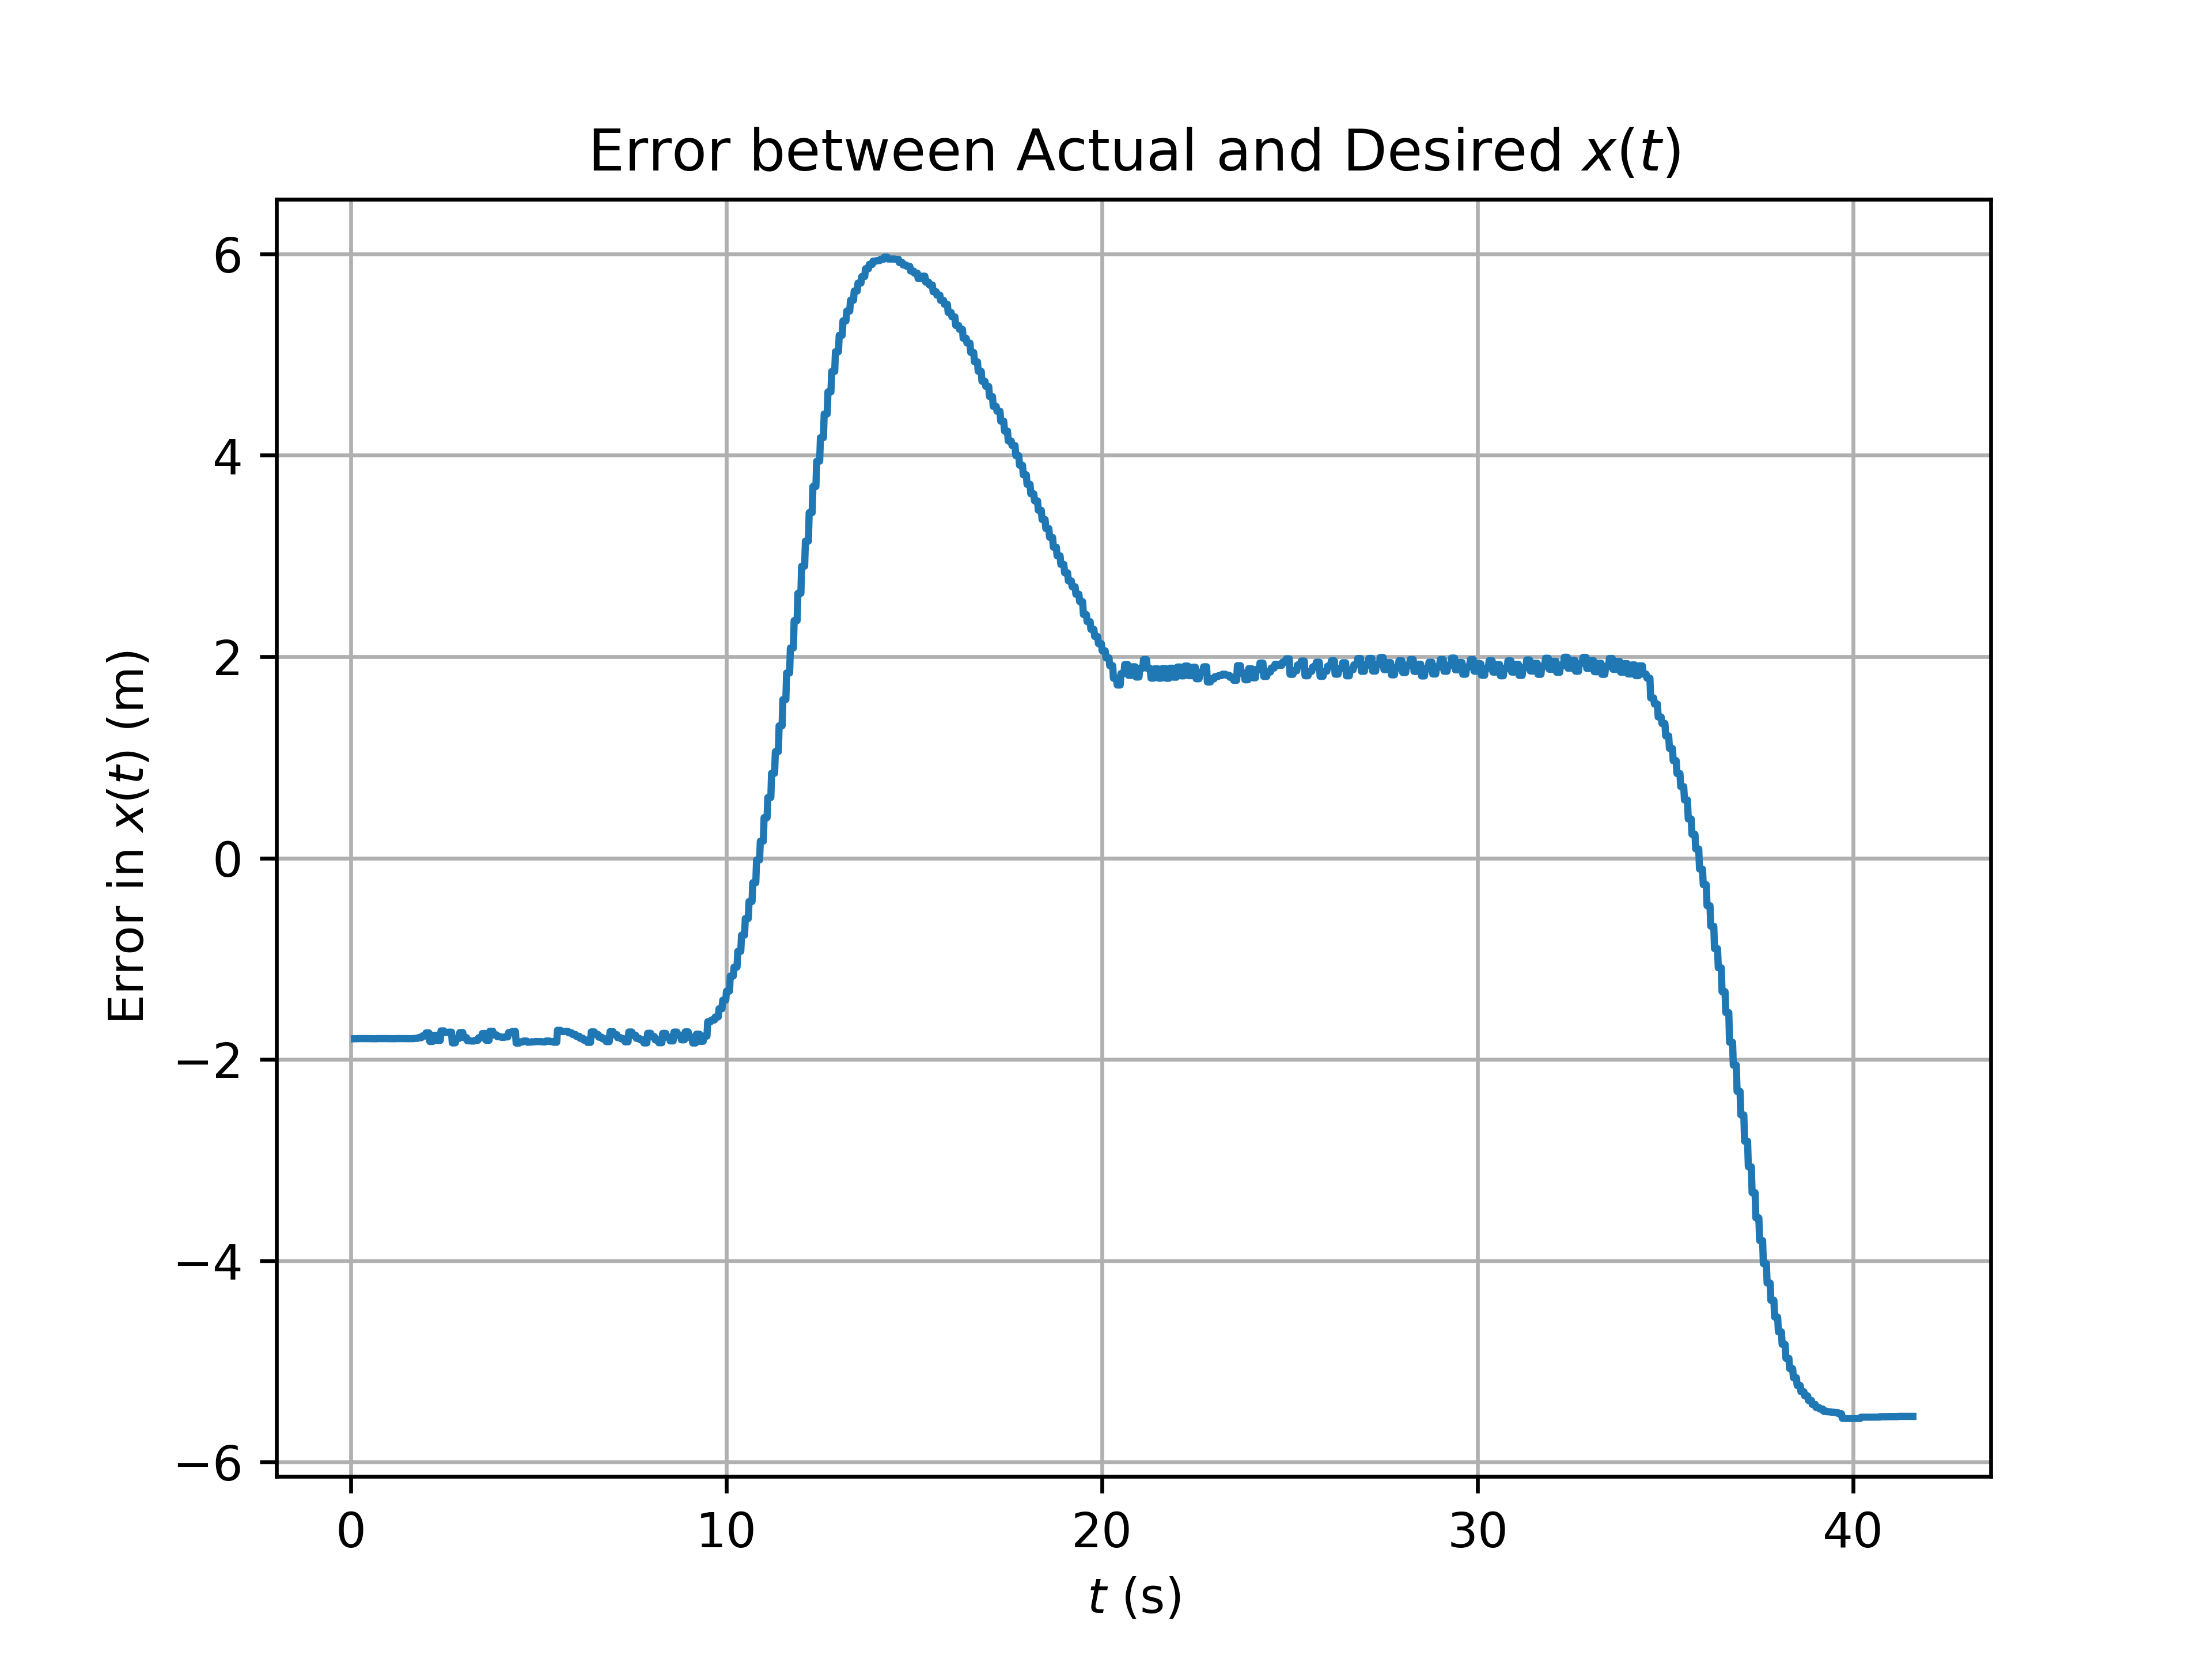 Error between Actual and Desired x(t)
Error in x(t) (m)
6
4
2
0
−2
−4
−6
0 10 20 30 40
t (s)